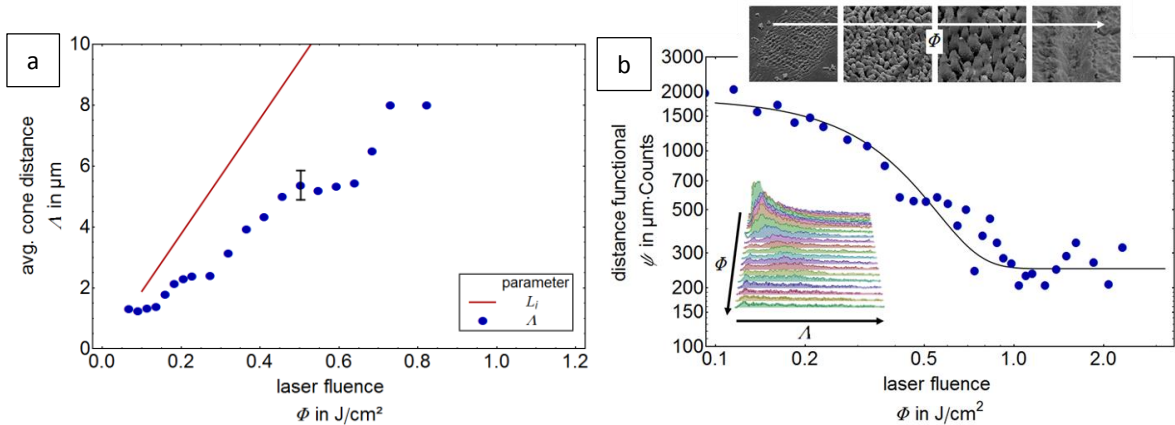 a
avg. cone distance
Λ in µm
10
8
6
4
2
0
0.0 0.2 0.4 0.6 0.8 1.0 1.2
laser fluence
Φ in J/cm²
parameter
Lᵢ
Λ
b
Φ
distance functional
ψ in µm·Counts
3000
2000
1500
1000
700
500
300
200
150
100
0.1 0.2 0.5 1.0 2.0
laser fluence
Φ in J/cm²
Φ
Λ